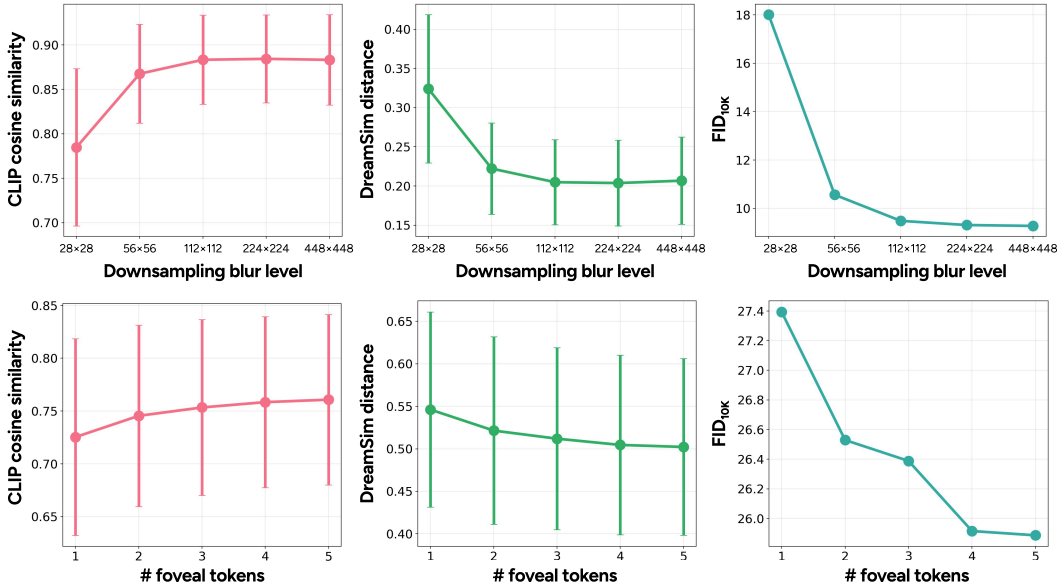 CLIP cosine similarity
0.90
0.85
0.80
0.75
0.70
28×28 56×56 112×112 224×224 448×448
Downsampling blur level
DreamSim distance
0.40
0.35
0.30
0.25
0.20
0.15
28×28 56×56 112×112 224×224 448×448
Downsampling blur level
FID10K
18
16
14
12
10
28×28 56×56 112×112 224×224 448×448
Downsampling blur level
CLIP cosine similarity
0.85
0.80
0.75
0.70
0.65
1 2 3 4 5
# foveal tokens
DreamSim distance
0.65
0.60
0.55
0.50
0.45
0.40
1 2 3 4 5
# foveal tokens
FID10K
27.4
27.2
27.0
26.8
26.6
26.4
26.2
26.0
1 2 3 4 5
# foveal tokens